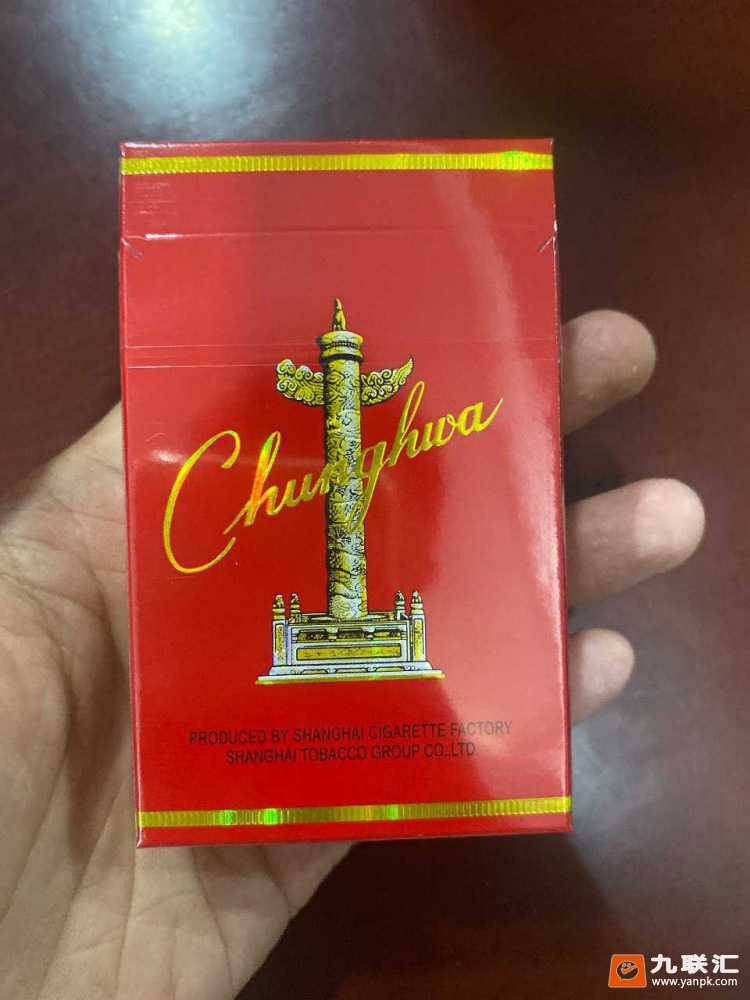 Chunghwa
PRODUCED BY SHANGHAI CIGARETTE FACTORY
SHANGHAI TOBACCO GROUP CO.,LTD.
九联汇
www.yanpk.com